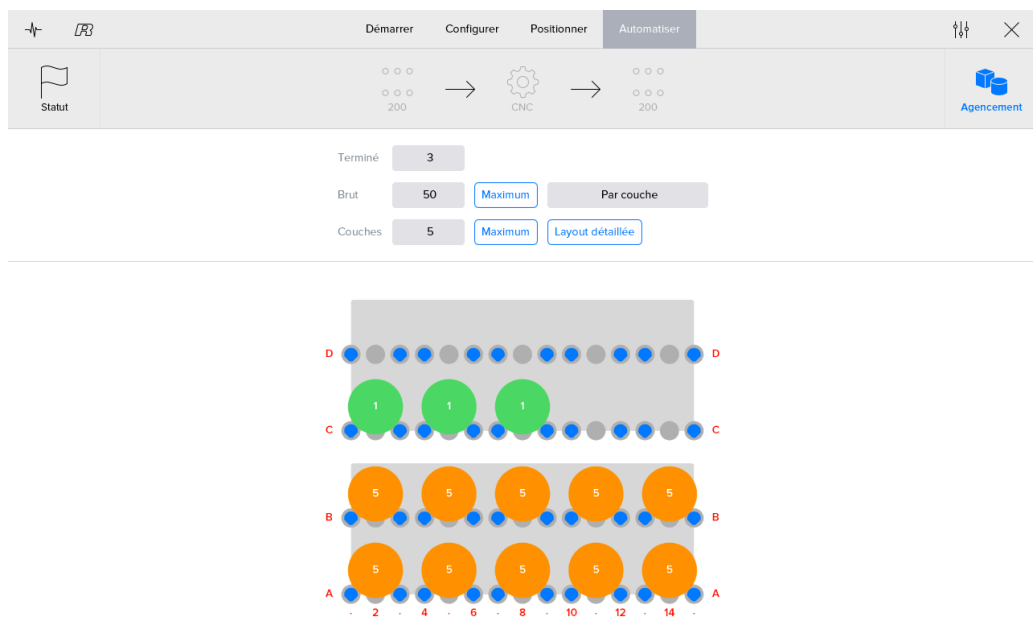 Démarrer Configurer Positionner Automatiser
Statut 200 CNC 200 Agencement
Terminé 3
Brut 50 Maximum Par couche
Couches 5 Maximum Layout détaillée
D D
1 1 1
C C
5 5 5 5 5
B B
5 5 5 5 5
A A
· 2 · 4 · 6 · 8 · 10 · 12 · 14 ·